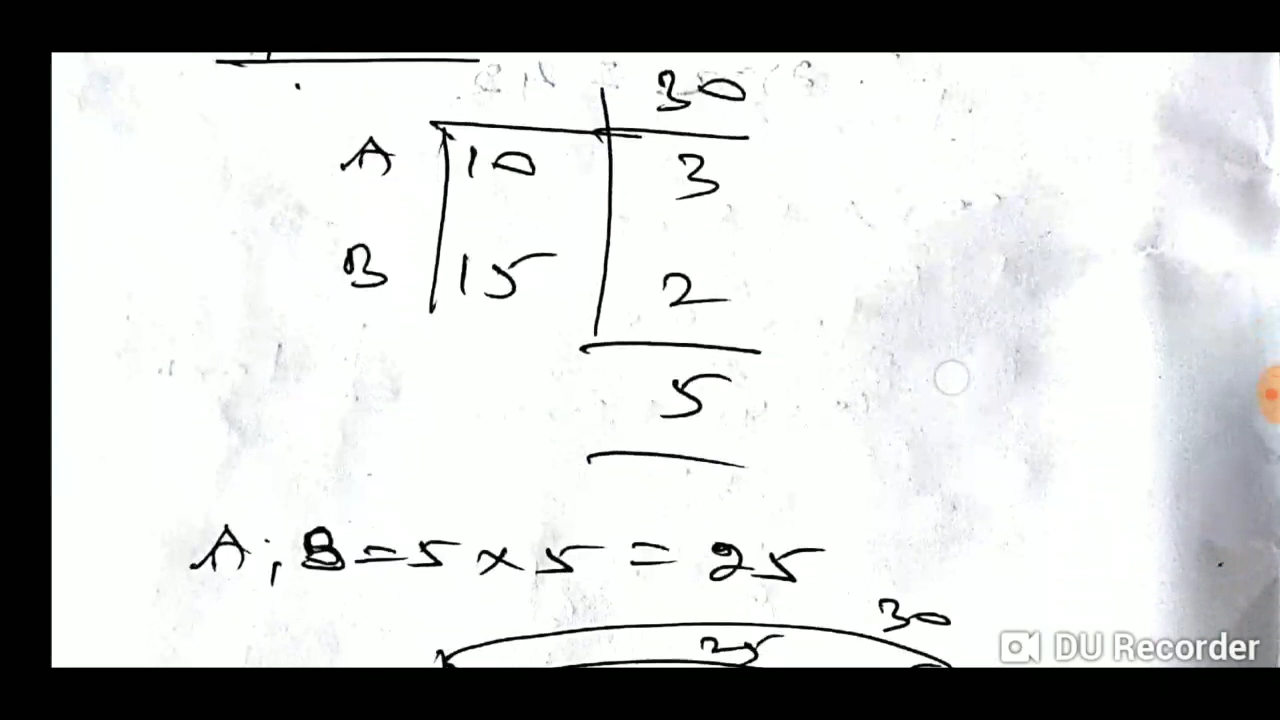 30
A 10 3
B 15 2
5
A; B = 5 × 5 = 25
30
25
DU Recorder